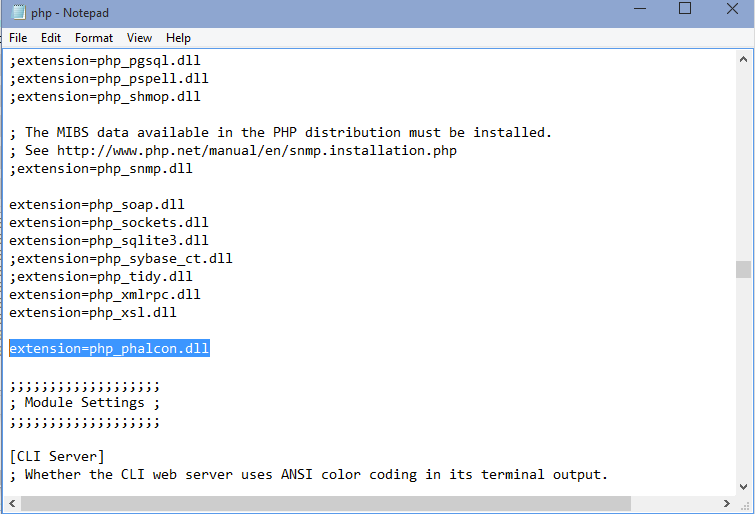 php - Notepad
File Edit Format View Help
;extension=php_pgsql.dll
;extension=php_pspell.dll
;extension=php_shmop.dll
; The MIBS data available in the PHP distribution must be installed.
; See http://www.php.net/manual/en/snmp.installation.php
;extension=php_snmp.dll
extension=php_soap.dll
extension=php_sockets.dll
extension=php_sqlite3.dll
;extension=php_sybase_ct.dll
;extension=php_tidy.dll
extension=php_xmlrpc.dll
extension=php_xsl.dll
extension=php_phalcon.dll
;;;;;;;;;;;;;;;;;;;
; Module Settings ;
;;;;;;;;;;;;;;;;;;;
[CLI Server]
; Whether the CLI web server uses ANSI color coding in its terminal output.